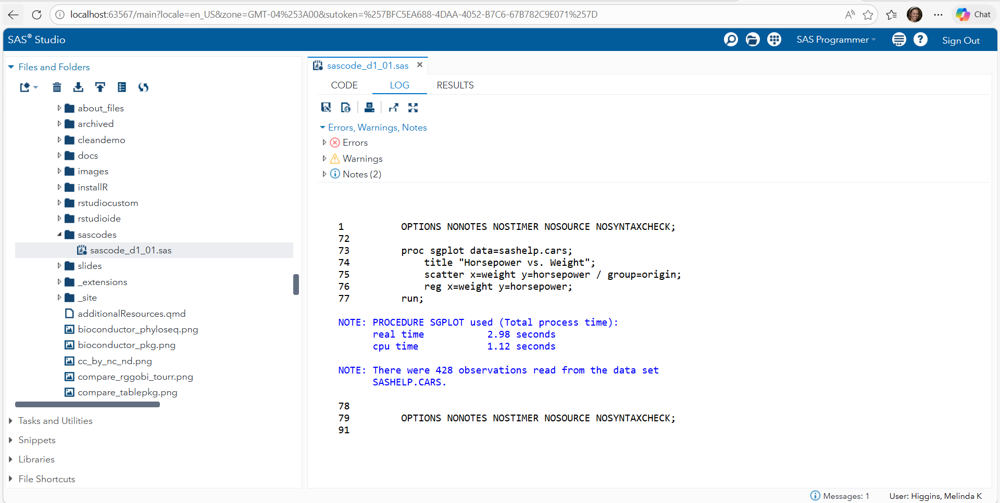 localhost:63567/main?locale=en_US&zone=GMT-04%253A00&sutoken=%257BFC5EA688-4DAA-4052-B7C6-67B782C9E071%257D
Chat
SAS® Studio
SAS Programmer
Sign Out
Files and Folders
about_files
archived
cleandemo
docs
images
installR
rstudiocustom
rstudioide
sascodes
sascode_d1_01.sas
slides
_extensions
_site
additionalResources.qmd
bioconductor_phyloseq.png
bioconductor_pkg.png
cc_by_nc_nd.png
compare_rggobi_tourr.png
compare_tablepkg.png
Tasks and Utilities
Snippets
Libraries
File Shortcuts
sascode_d1_01.sas
CODE LOG RESULTS
Errors, Warnings, Notes
Errors
Warnings
Notes (2)
1 OPTIONS NONOTES NOSTIMER NOSOURCE NOSYNTAXCHECK;
72
73 proc sgplot data=sashelp.cars;
74 title "Horsepower vs. Weight";
75 scatter x=weight y=horsepower / group=origin;
76 reg x=weight y=horsepower;
77 run;
NOTE: PROCEDURE SGPLOT used (Total process time):
real time 2.98 seconds
cpu time 1.12 seconds
NOTE: There were 428 observations read from the data set
SASHELP.CARS.
78
79 OPTIONS NONOTES NOSTIMER NOSOURCE NOSYNTAXCHECK;
91
Messages: 1
User: Higgins, Melinda K